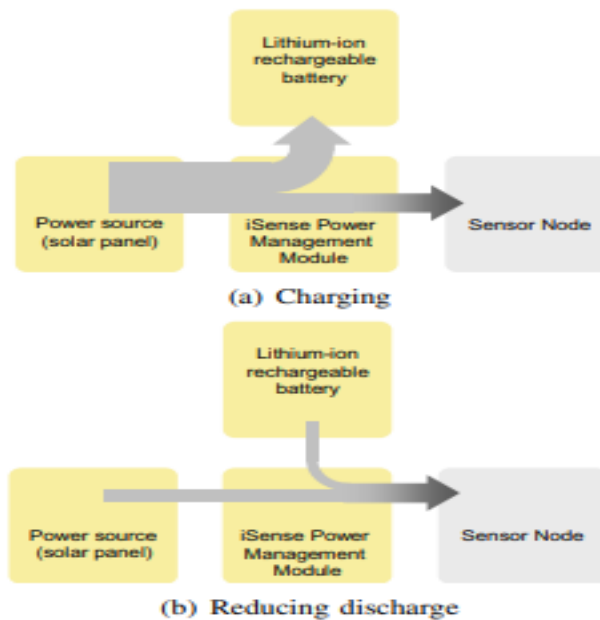 Lithium-ion
rechargeable
battery
Power source
(solar panel)
iSense Power
Management
Module
Sensor Node
(a) Charging
Lithium-ion
rechargeable
battery
Power source
(solar panel)
iSense Power
Management
Module
Sensor Node
(b) Reducing discharge